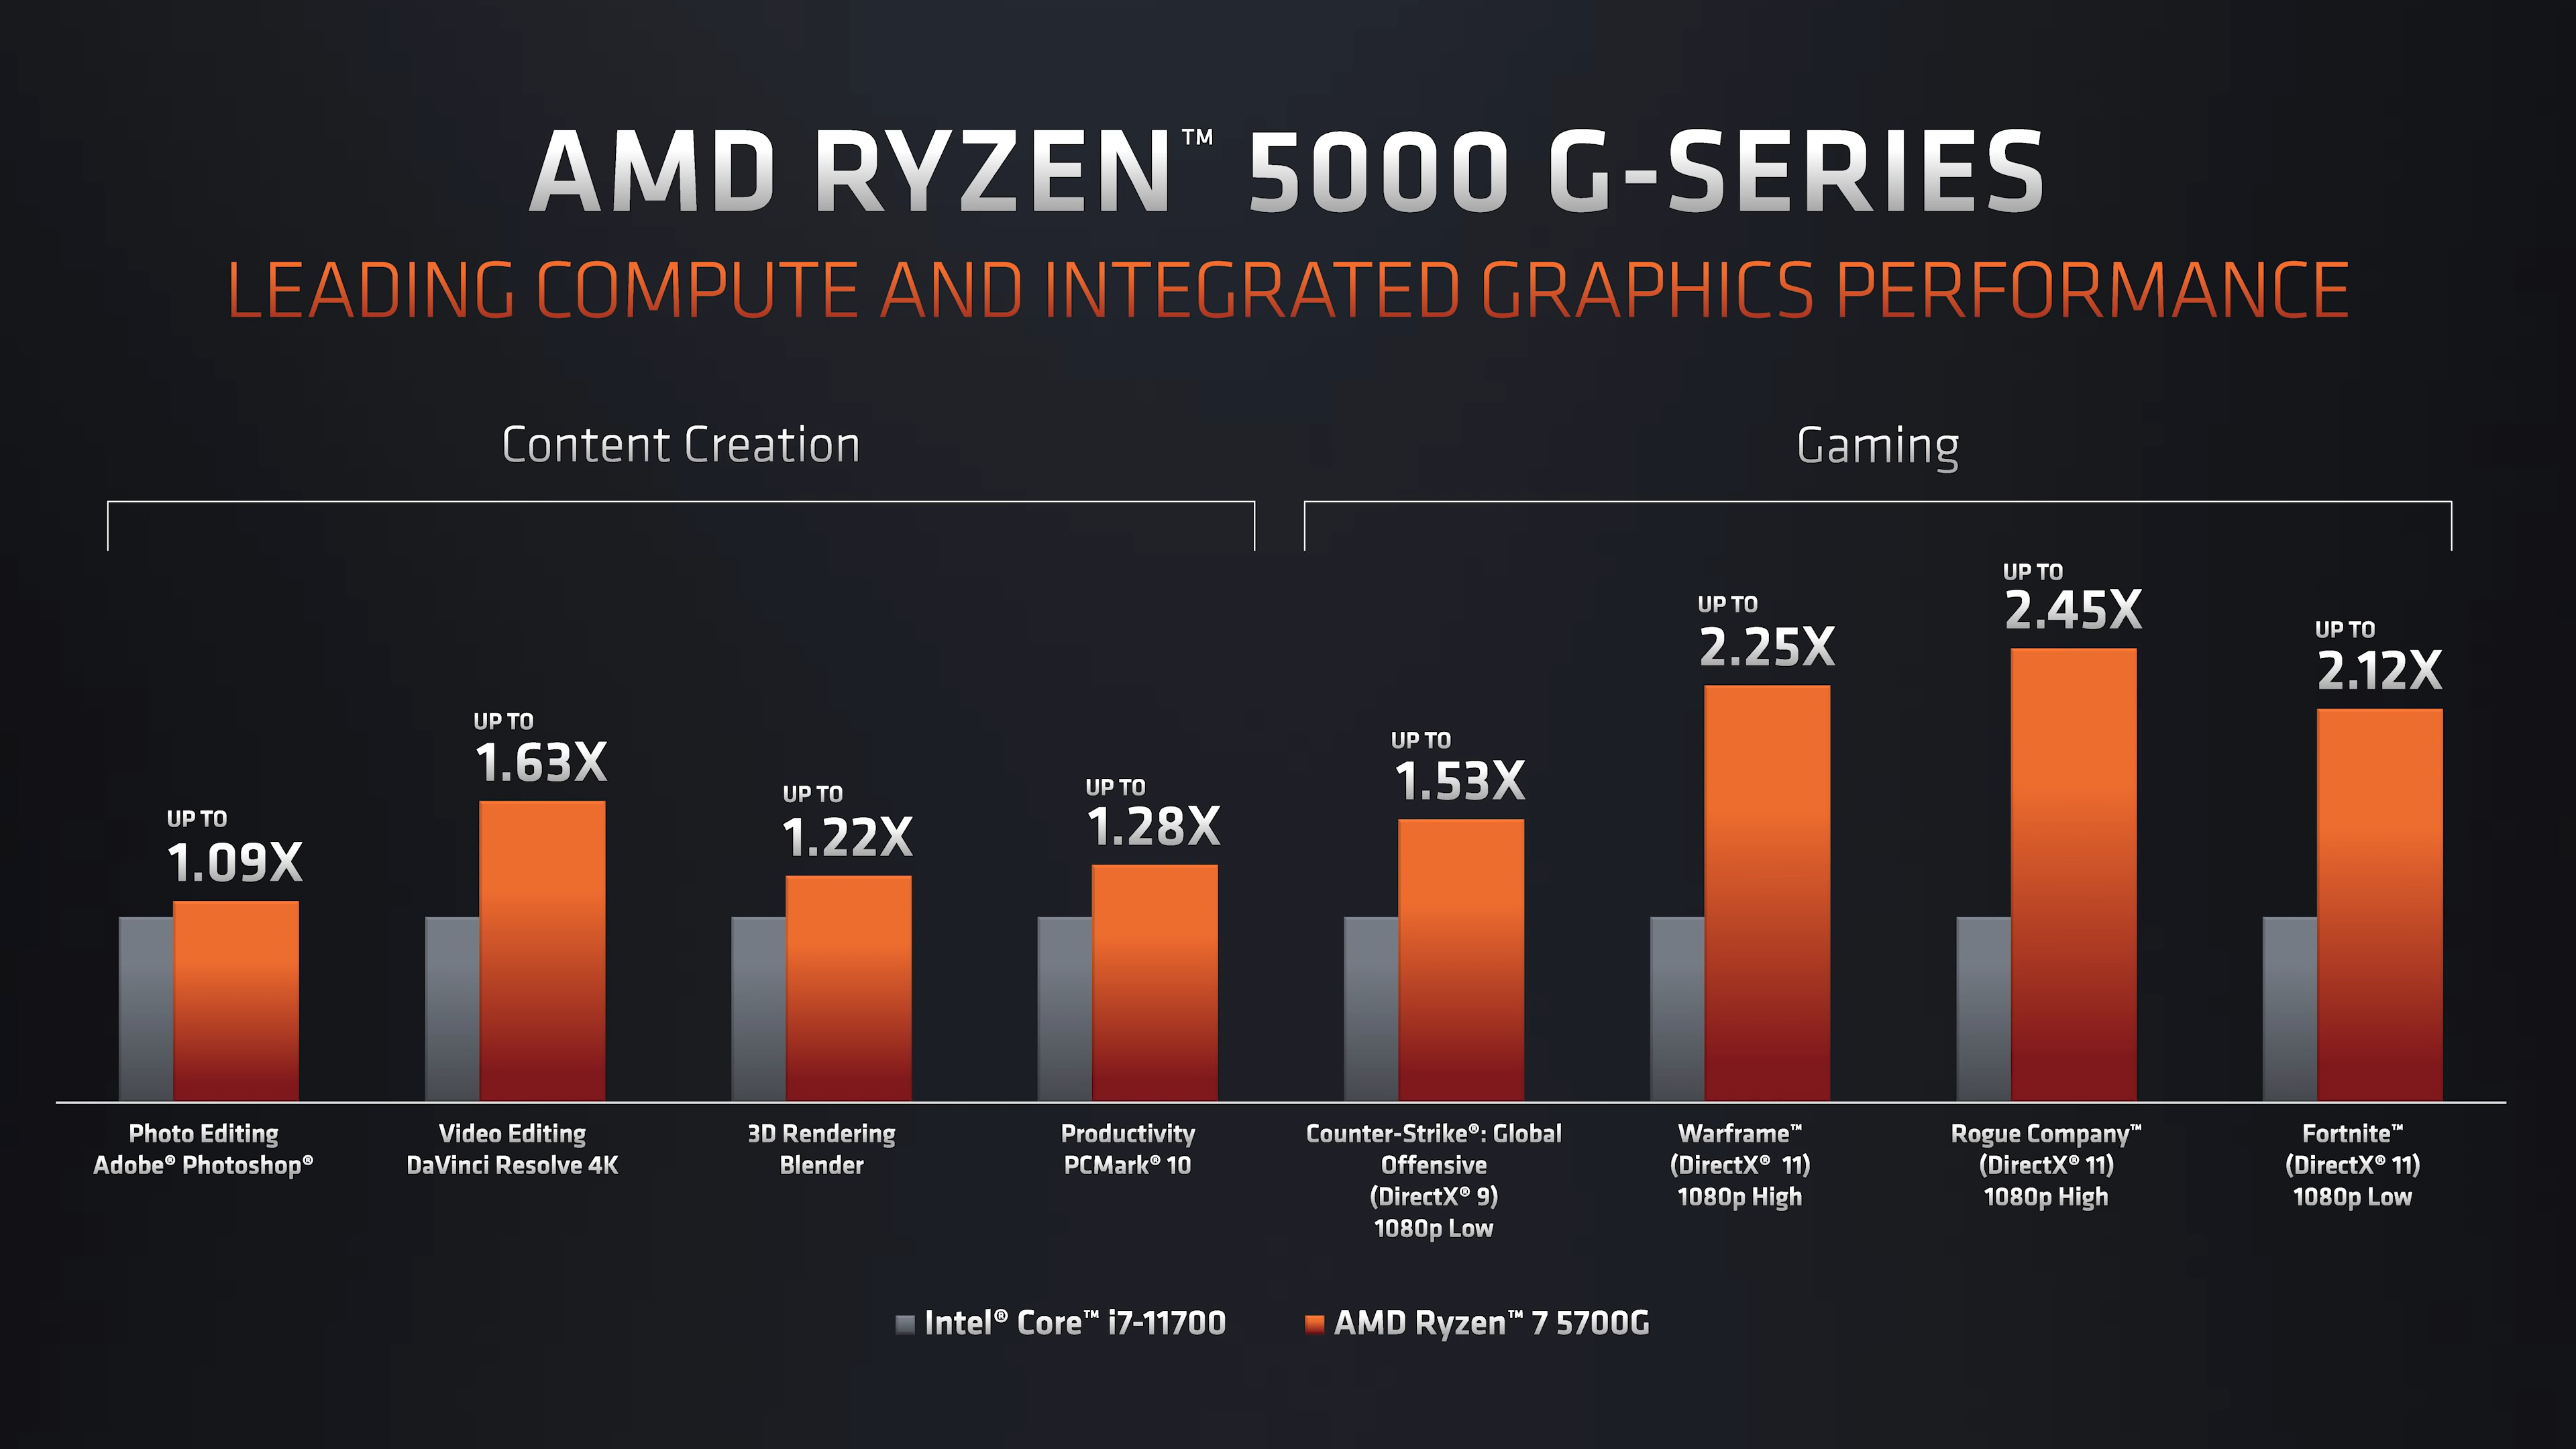 AMD RYZEN™ 5000 G-SERIES
LEADING COMPUTE AND INTEGRATED GRAPHICS PERFORMANCE
Content Creation
Gaming
UP TO
1.09X
UP TO
1.63X
UP TO
1.22X
UP TO
1.28X
UP TO
1.53X
UP TO
2.25X
UP TO
2.45X
UP TO
2.12X
Photo Editing
Adobe® Photoshop®
Video Editing
DaVinci Resolve 4K
3D Rendering
Blender
Productivity
PCMark® 10
Counter-Strike®: Global
Offensive
(DirectX® 9)
1080p Low
Warframe™
(DirectX® 11)
1080p High
Rogue Company™
(DirectX® 11)
1080p High
Fortnite™
(DirectX® 11)
1080p Low
Intel® Core™ i7-11700
AMD Ryzen™ 7 5700G